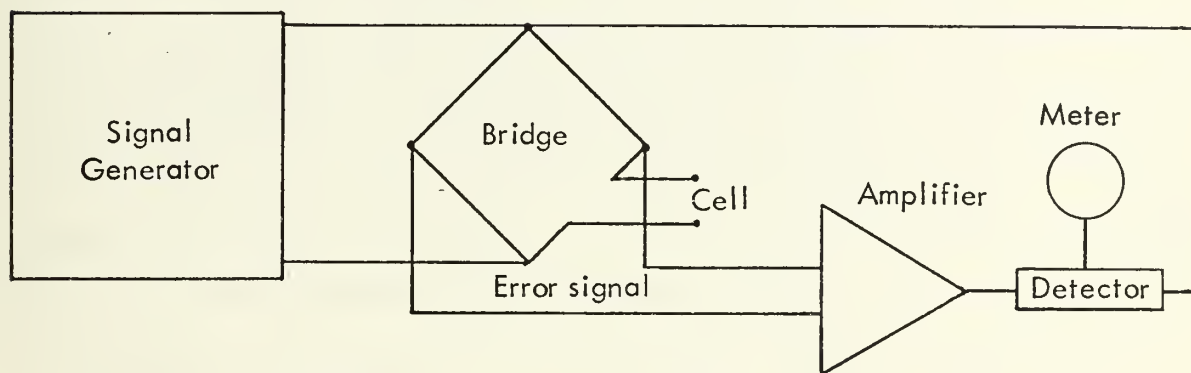 Signal
Generator
Bridge
Cell
Error signal
Amplifier
Meter
Detector